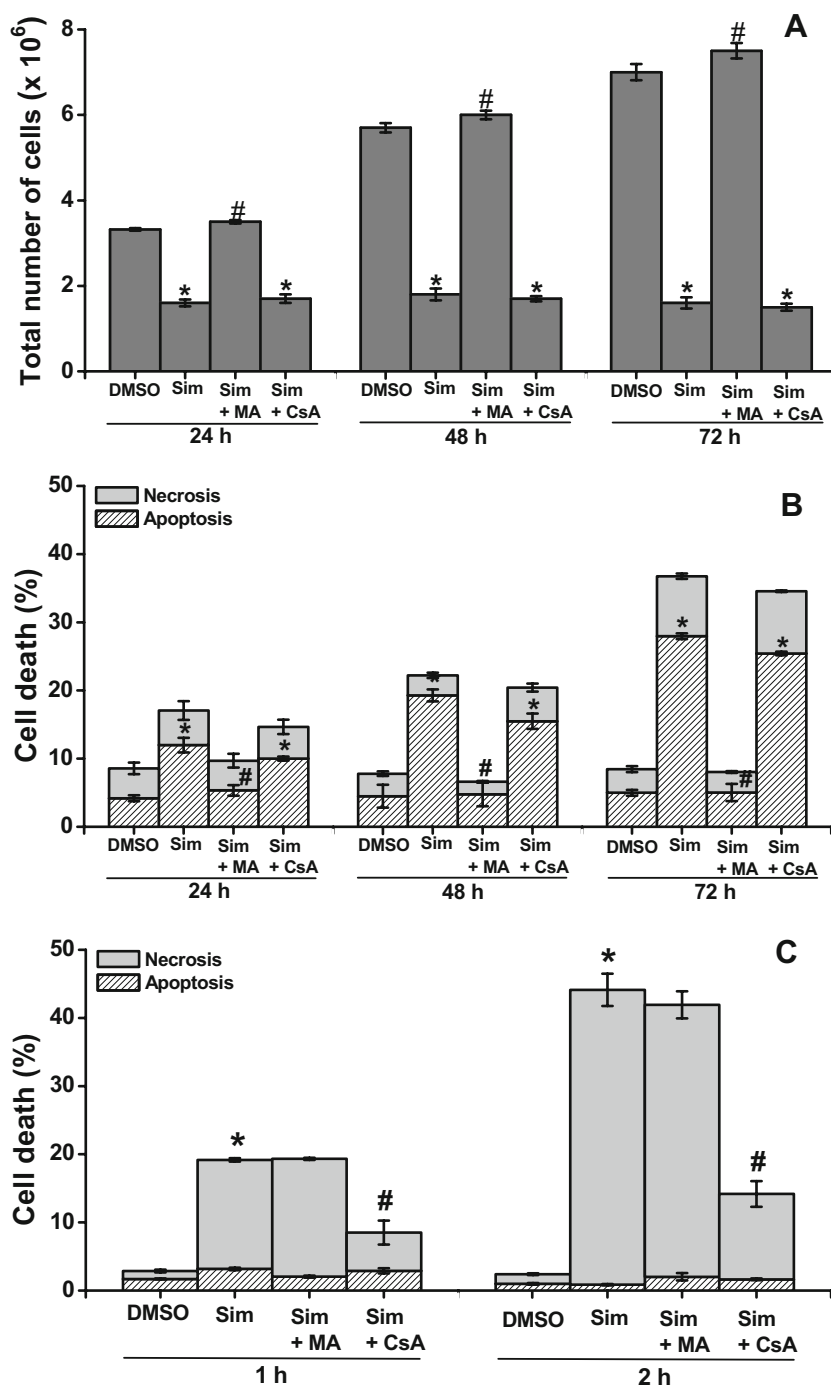 A
Total number of cells (x 10⁶)
8
6
4
2
0
#
#
#
* *
* *
* *
DMSO Sim Sim + MA Sim + CsA
DMSO Sim Sim + MA Sim + CsA
DMSO Sim Sim + MA Sim + CsA
24 h 48 h 72 h
B
Necrosis
Apoptosis
Cell death (%)
50
40
30
20
10
0
* # *
* # *
* # *
DMSO Sim Sim + MA Sim + CsA
DMSO Sim Sim + MA Sim + CsA
DMSO Sim Sim + MA Sim + CsA
24 h 48 h 72 h
C
Necrosis
Apoptosis
Cell death (%)
50
40
30
20
10
0
* #
* #
DMSO Sim Sim + MA Sim + CsA
DMSO Sim Sim + MA Sim + CsA
1 h 2 h